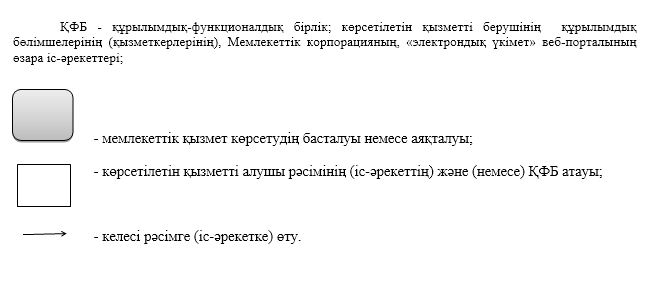 ҚФБ - құрылымдық-функционалдық бірлік; көрсетілетін қызметті берушінің құрылымдық
бөлімшелерінің (қызметкерлерінің), Мемлекеттік корпорацияның, «электрондық үкімет» веб-порталының
өзара іс-әрекеттері;
- мемлекеттік қызмет көрсетудің басталуы немесе аяқталуы;
- көрсетілетін қызметті алушы рәсімінің (іс-әрекеттің) және (немесе) ҚФБ атауы;
- келесі рәсімге (іс-әрекетке) өту.